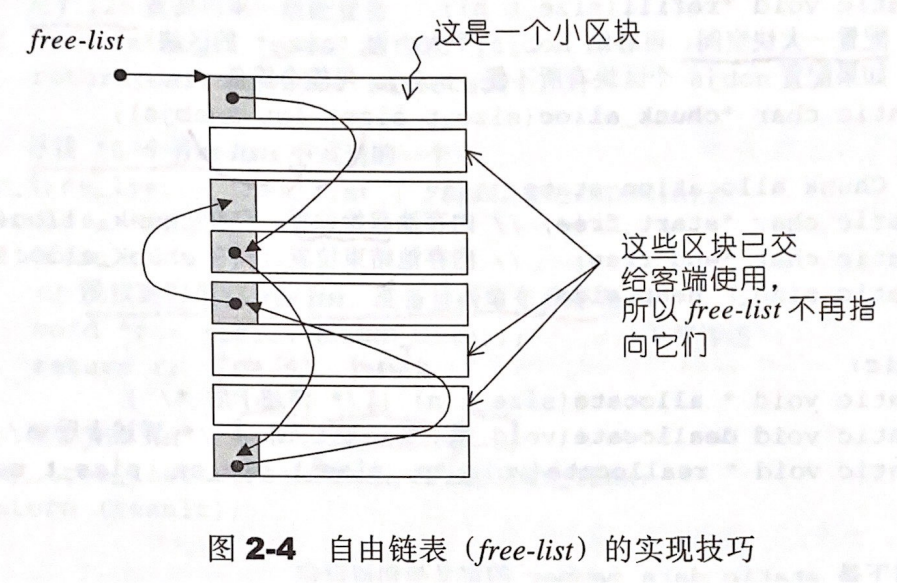 free-list
这是一个小区块
这些区块已交
给客端使用，
所以 free-list 不再指
向它们
图 2-4 自由链表（free-list）的实现技巧